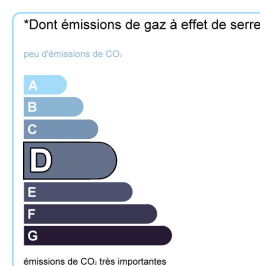 *Dont émissions de gaz à effet de serre
peu d'émissions de CO₂
A
B
C
D
E
F
G
émissions de CO₂ très importantes